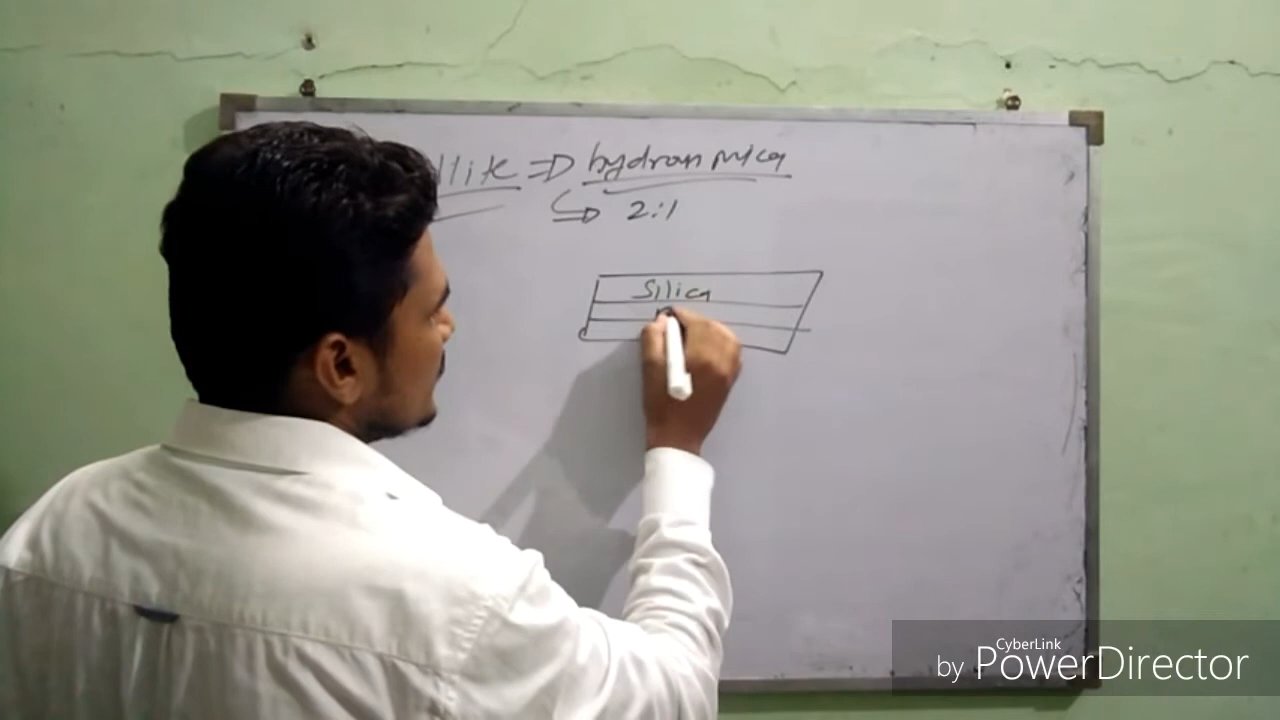 llite ⇒ hydrous mica
↳ 2:1
Silica
CyberLink
by PowerDirector